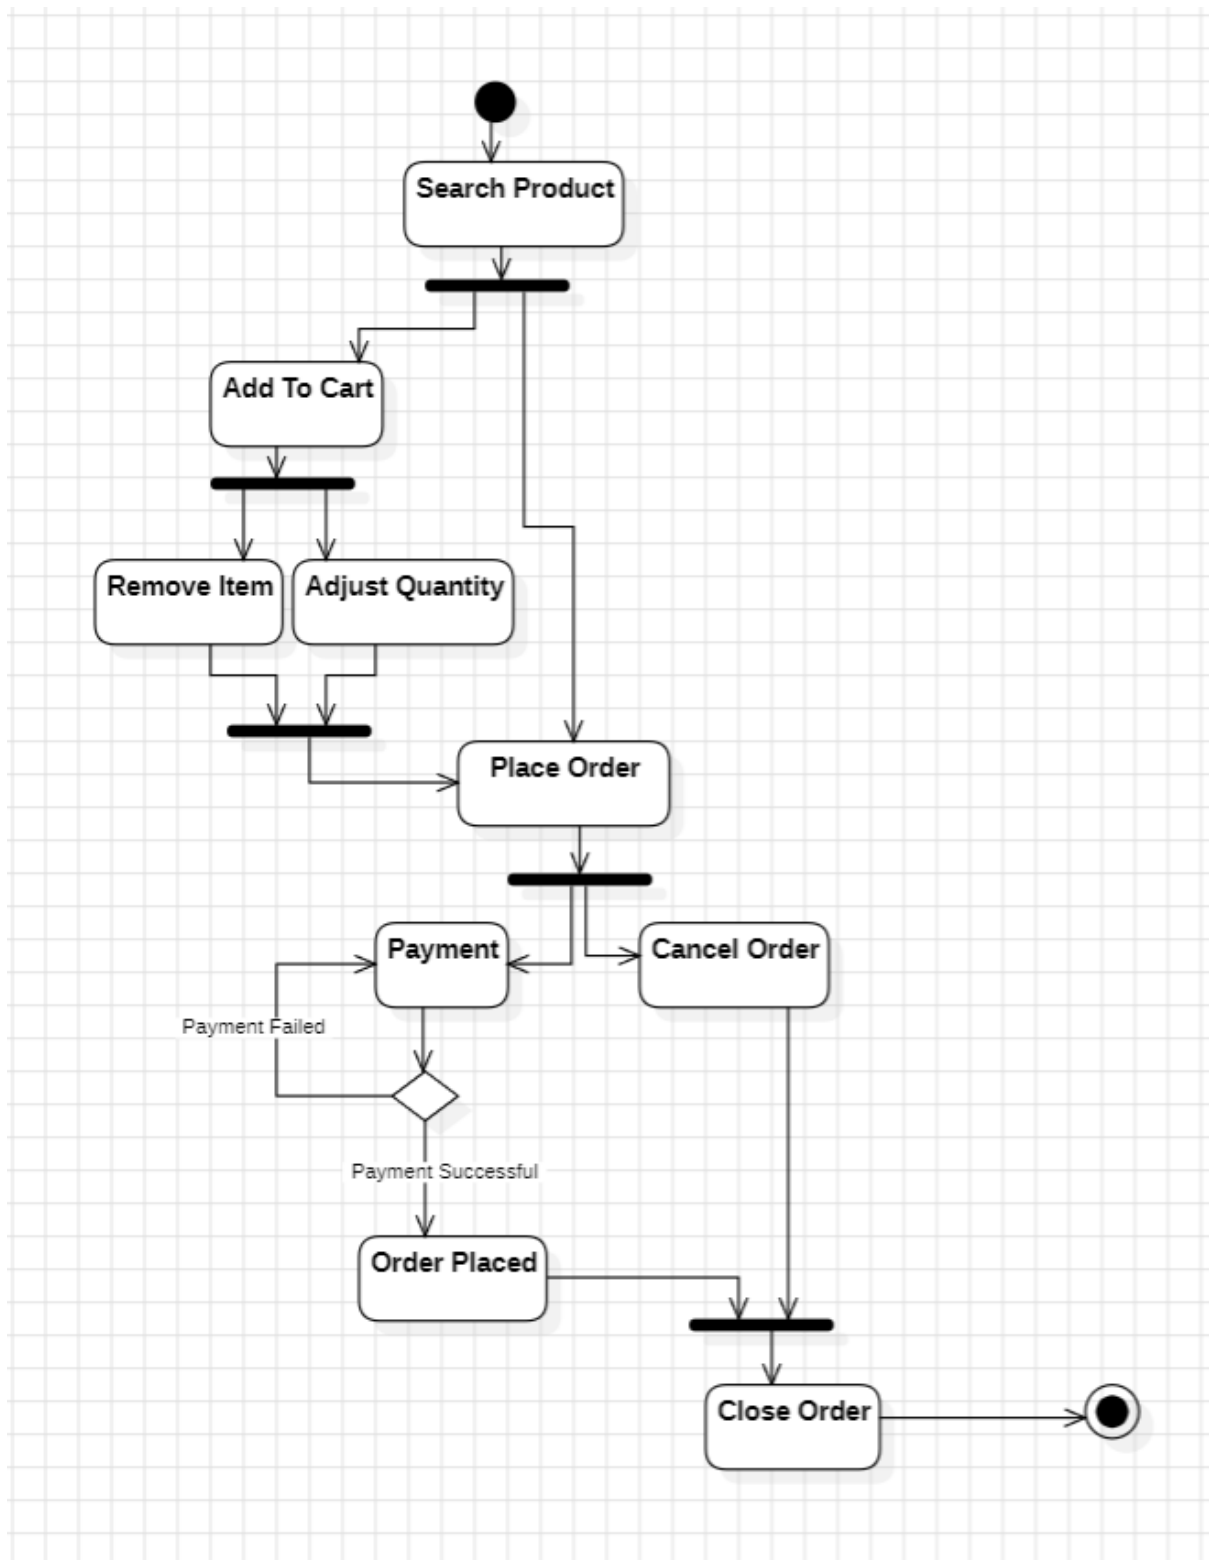 Search Product
Add To Cart
Remove Item
Adjust Quantity
Place Order
Payment
Cancel Order
Payment Failed
Payment Successful
Order Placed
Close Order